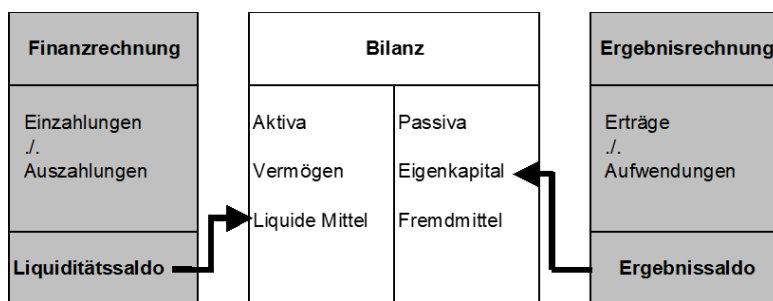 Finanzrechnung
Einzahlungen
./.
Auszahlungen
Liquiditätssaldo
Bilanz
Aktiva
Vermögen
Liquide Mittel
Passiva
Eigenkapital
Fremdmittel
Ergebnisrechnung
Erträge
./.
Aufwendungen
Ergebnissaldo